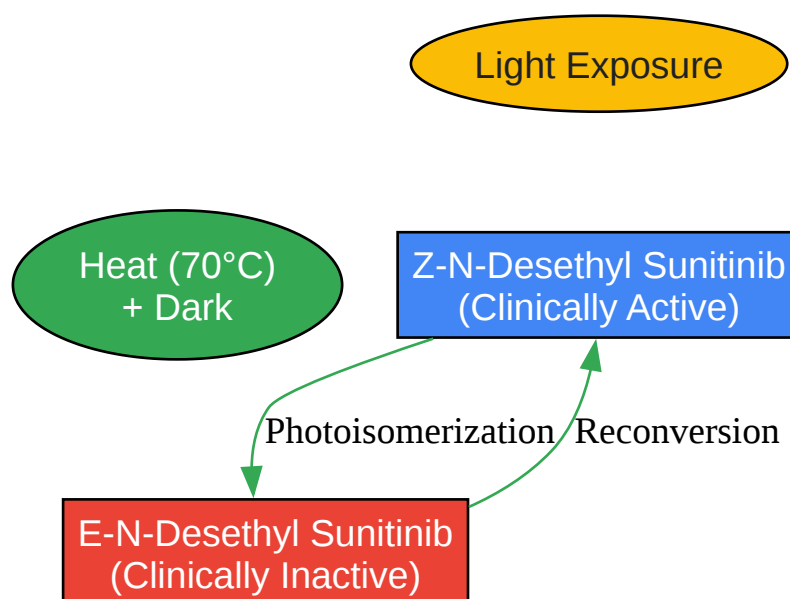 Light Exposure
Heat (70°C)
+ Dark
Z-N-Desethyl Sunitinib
(Clinically Active)
Photoisomerization
Reconversion
E-N-Desethyl Sunitinib
(Clinically Inactive)